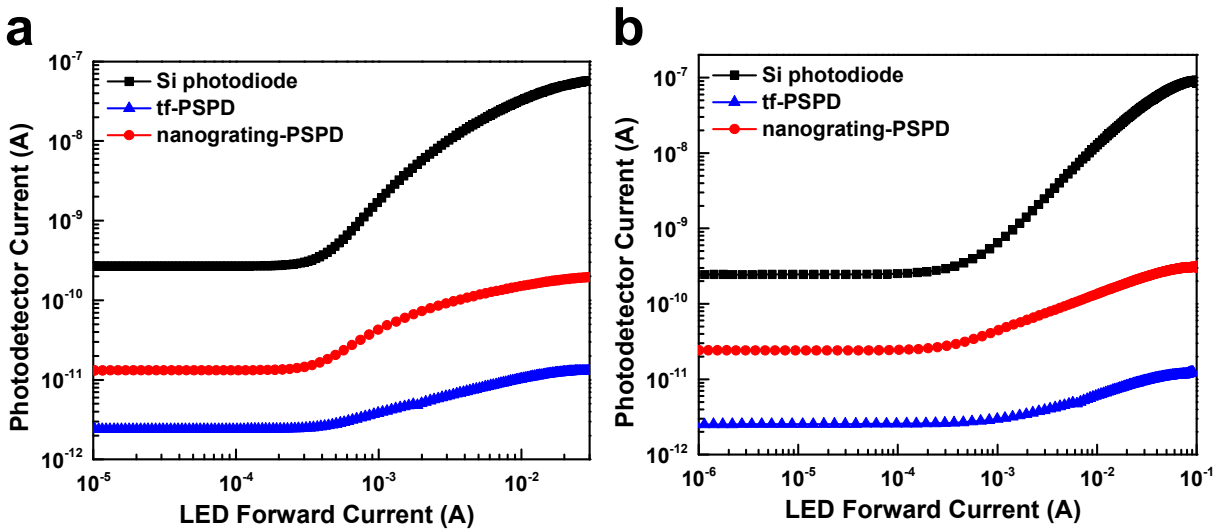 a
10⁻⁷
10⁻⁸
10⁻⁹
10⁻¹⁰
10⁻¹¹
10⁻¹²
Photodetector Current (A)
Si photodiode
tf-PSPD
nanograting-PSPD
10⁻⁵
10⁻⁴
10⁻³
10⁻²
LED Forward Current (A)
b
10⁻⁷
10⁻⁸
10⁻⁹
10⁻¹⁰
10⁻¹¹
10⁻¹²
Photodetector Current (A)
Si photodiode
tf-PSPD
nanograting-PSPD
10⁻⁶
10⁻⁵
10⁻⁴
10⁻³
10⁻²
10⁻¹
LED Forward Current (A)